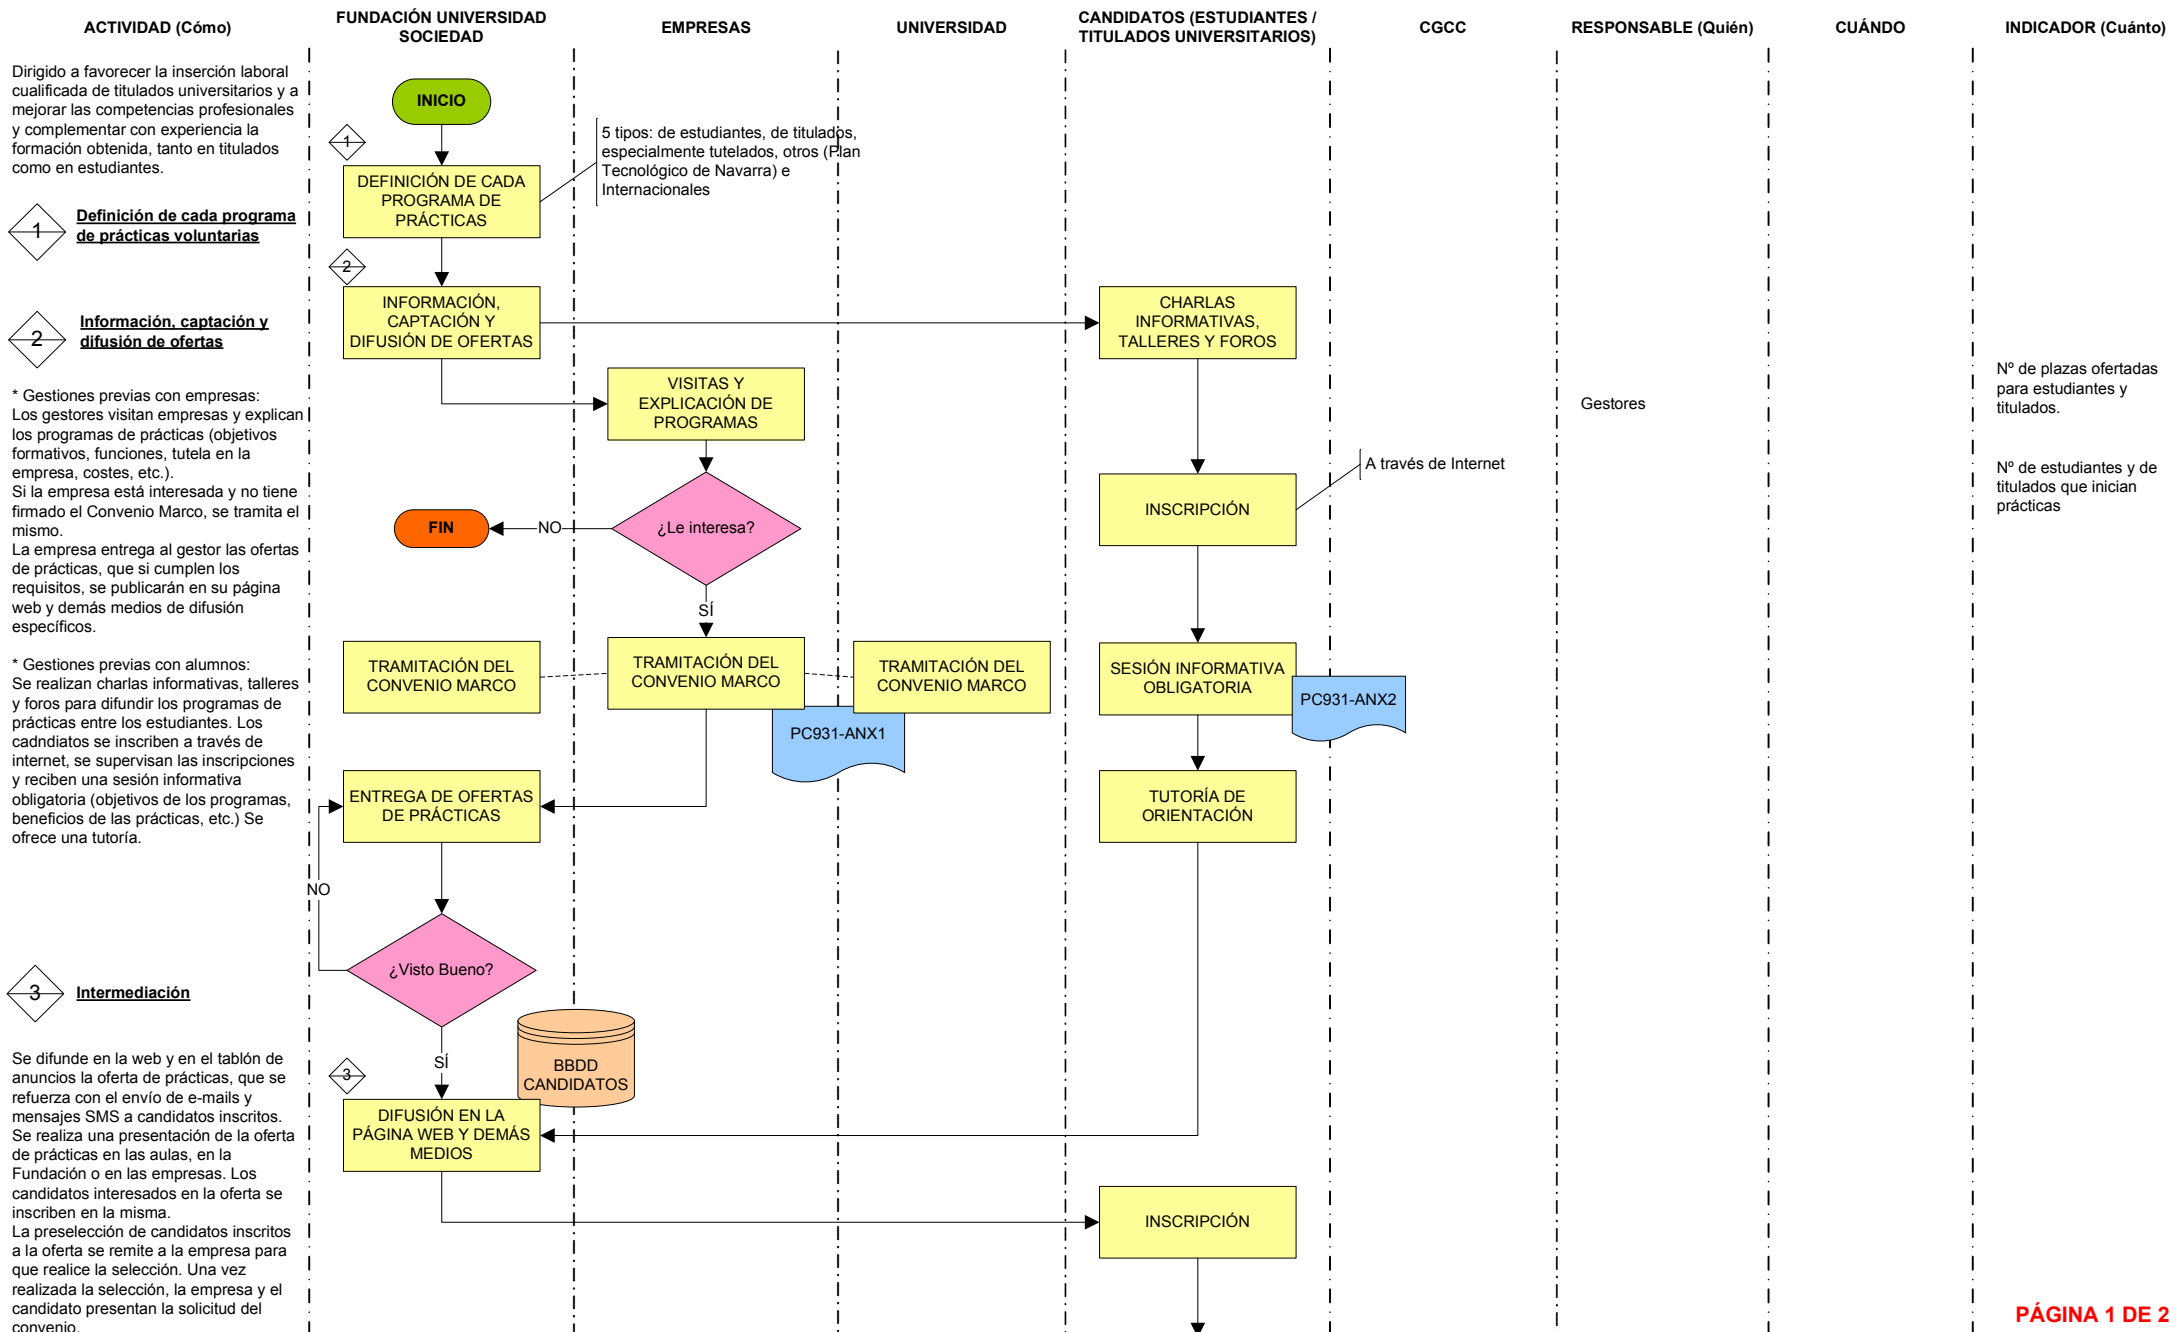 ACTIVIDAD (Cómo)
FUNDACIÓN UNIVERSIDAD
SOCIEDAD
EMPRESAS
UNIVERSIDAD
CANDIDATOS (ESTUDIANTES /
TITULADOS UNIVERSITARIOS)
CGCC
RESPONSABLE (Quién)
CUÁNDO
INDICADOR (Cuánto)
Dirigido a favorecer la inserción laboral
cualificada de titulados universitarios y a
mejorar las competencias profesionales
y complementar con experiencia la
formación obtenida, tanto en titulados
como en estudiantes.
1
Definición de cada programa
de prácticas voluntarias
2
Información, captación y
difusión de ofertas
* Gestiones previas con empresas:
Los gestores visitan empresas y explican
los programas de prácticas (objetivos
formativos, funciones, tutela en la
empresa, costes, etc.).
Si la empresa está interesada y no tiene
firmado el Convenio Marco, se tramita el
mismo.
La empresa entrega al gestor las ofertas
de prácticas, que si cumplen los
requisitos, se publicarán en su página
web y demás medios de difusión
específicos.
* Gestiones previas con alumnos:
Se realizan charlas informativas, talleres
y foros para difundir los programas de
prácticas entre los estudiantes. Los
cadndiatos se inscriben a través de
internet, se supervisan las inscripciones
y reciben una sesión informativa
obligatoria (objetivos de los programas,
beneficios de las prácticas, etc.) Se
ofrece una tutoría.
3
Intermediación
Se difunde en la web y en el tablón de
anuncios la oferta de prácticas, que se
refuerza con el envío de e-mails y
mensajes SMS a candidatos inscritos.
Se realiza una presentación de la oferta
de prácticas en las aulas, en la
Fundación o en las empresas. Los
candidatos interesados en la oferta se
inscriben en la misma.
La preselección de candidatos inscritos
a la oferta se remite a la empresa para
que realice la selección. Una vez
realizada la selección, la empresa y el
candidato presentan la solicitud del
convenio.
INICIO
1
DEFINICIÓN DE CADA
PROGRAMA DE
PRÁCTICAS
5 tipos: de estudiantes, de titulados,
especialmente tutelados, otros (Plan
Tecnológico de Navarra) e
Internacionales
2
INFORMACIÓN,
CAPTACIÓN Y
DIFUSIÓN DE OFERTAS
CHARLAS
INFORMATIVAS,
TALLERES Y FOROS
VISITAS Y
EXPLICACIÓN DE
PROGRAMAS
Gestores
Nº de plazas ofertadas
para estudiantes y
titulados.
Nº de estudiantes y de
titulados que inician
prácticas
A través de Internet
INSCRIPCIÓN
FIN
NO
¿Le interesa?
SÍ
TRAMITACIÓN DEL
CONVENIO MARCO
TRAMITACIÓN DEL
CONVENIO MARCO
TRAMITACIÓN DEL
CONVENIO MARCO
PC931-ANX1
SESIÓN INFORMATIVA
OBLIGATORIA
PC931-ANX2
ENTREGA DE OFERTAS
DE PRÁCTICAS
TUTORÍA DE
ORIENTACIÓN
NO
¿Visto Bueno?
SÍ
BBDD
CANDIDATOS
3
DIFUSIÓN EN LA
PÁGINA WEB Y DEMÁS
MEDIOS
INSCRIPCIÓN
PÁGINA 1 DE 2